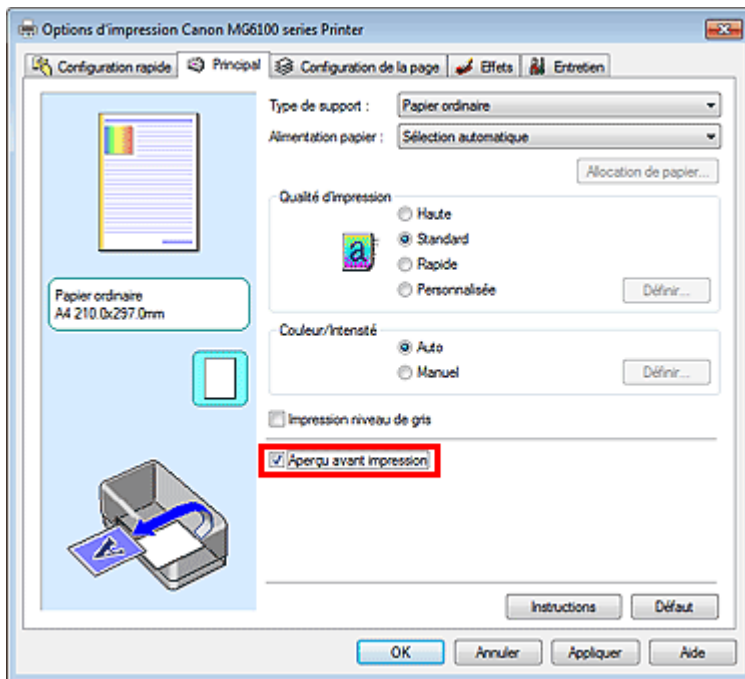 Options d'impression Canon MG6100 series Printer
Configuration rapide Principal Configuration de la page Effets Entretien
Type de support : Papier ordinaire
Alimentation papier : Sélection automatique
Allocation de papier...
Qualité d'impression
Haute
Standard
Rapide
Personnalisée Définir...
Papier ordinaire
A4 210.0x297.0mm
Couleur/Intensité
Auto
Manuel Définir...
Impression niveau de gris
Aperçu avant impression
Instructions Défaut
OK Annuler Appliquer Aide